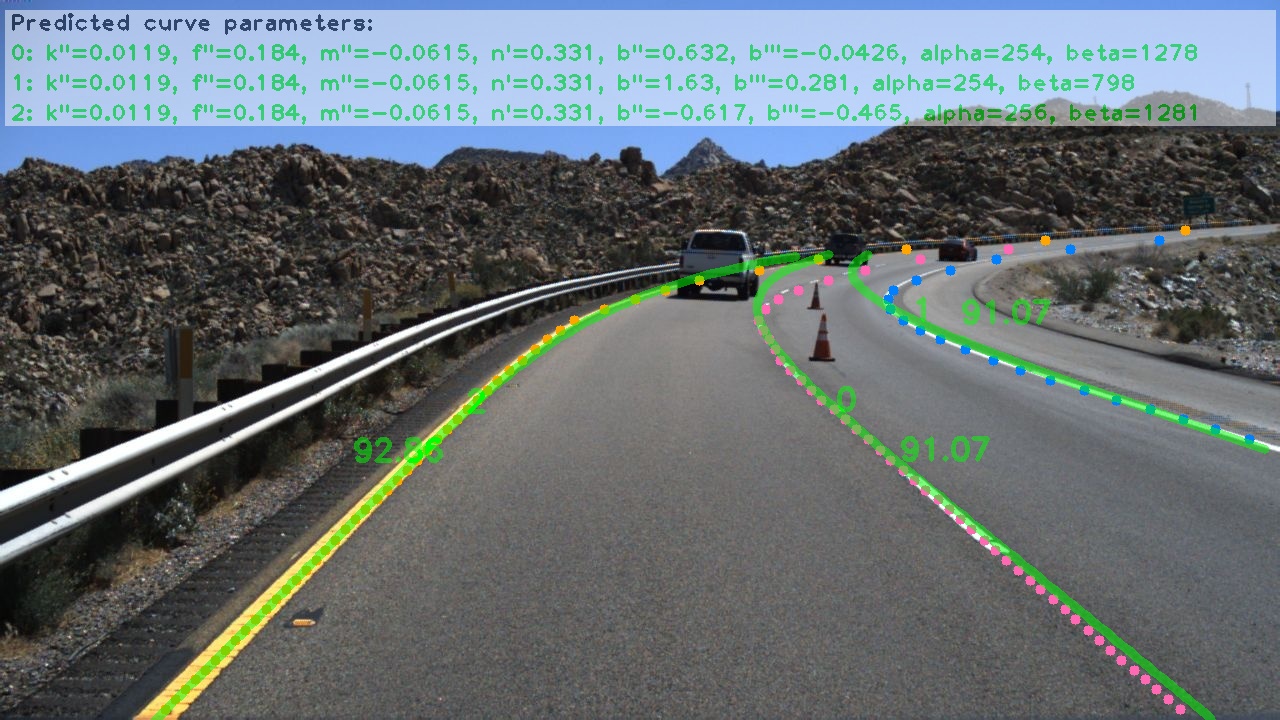 Predicted curve parameters:
0: k''=0.0119, f''=0.184, m''=-0.0615, n'=0.331, b''=0.632, b'''=-0.0426, alpha=254, beta=1278
1: k''=0.0119, f''=0.184, m''=-0.0615, n'=0.331, b''=1.63, b'''=0.281, alpha=254, beta=798
2: k''=0.0119, f''=0.184, m''=-0.0615, n'=0.331, b''=-0.617, b'''=-0.465, alpha=256, beta=1281
1 91.07
2 0
92.86 91.07